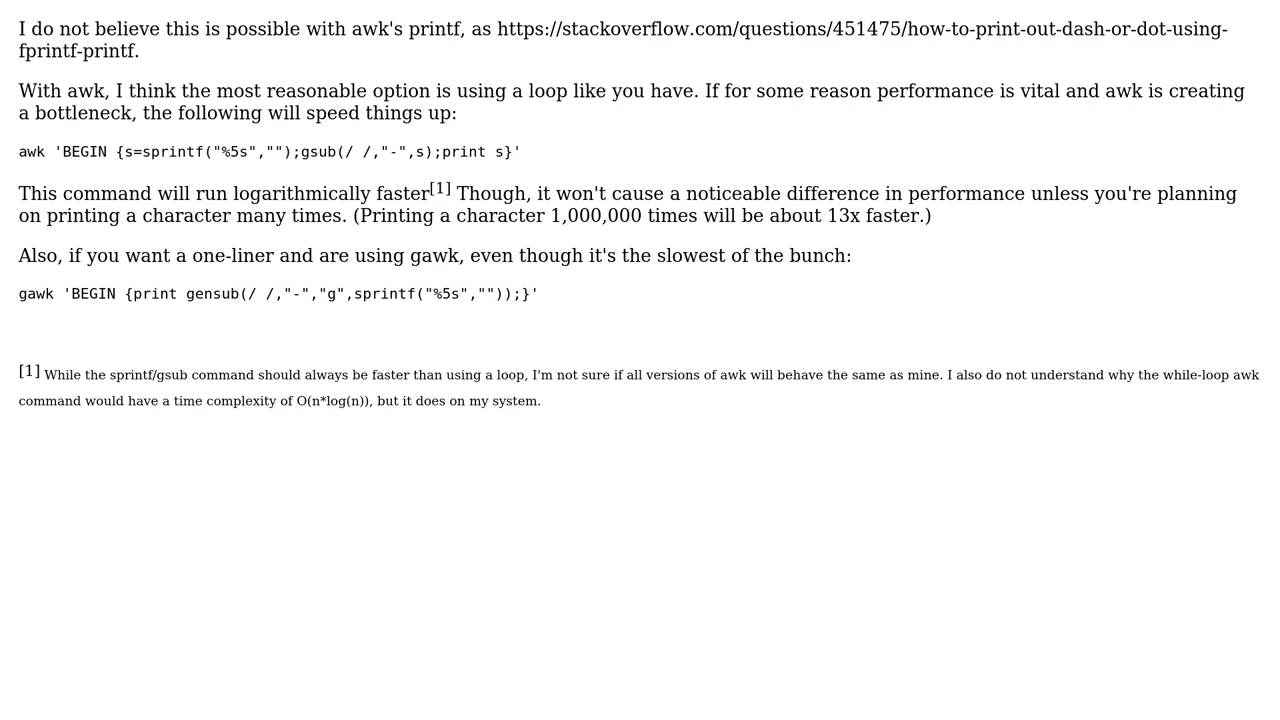 I do not believe this is possible with awk's printf, as https://stackoverflow.com/questions/451475/how-to-print-out-dash-or-dot-using-
fprintf-printf.
With awk, I think the most reasonable option is using a loop like you have. If for some reason performance is vital and awk is creating
a bottleneck, the following will speed things up:
awk 'BEGIN {s=sprintf("%5s","");gsub(/ /,"-",s);print s}'
This command will run logarithmically faster[1] Though, it won't cause a noticeable difference in performance unless you're planning
on printing a character many times. (Printing a character 1,000,000 times will be about 13x faster.)
Also, if you want a one-liner and are using gawk, even though it's the slowest of the bunch:
gawk 'BEGIN {print gensub(/ /,"-","g",sprintf("%5s",""));}'
[1] While the sprintf/gsub command should always be faster than using a loop, I'm not sure if all versions of awk will behave the same as mine. I also do not understand why the while-loop awk
command would have a time complexity of O(n*log(n)), but it does on my system.